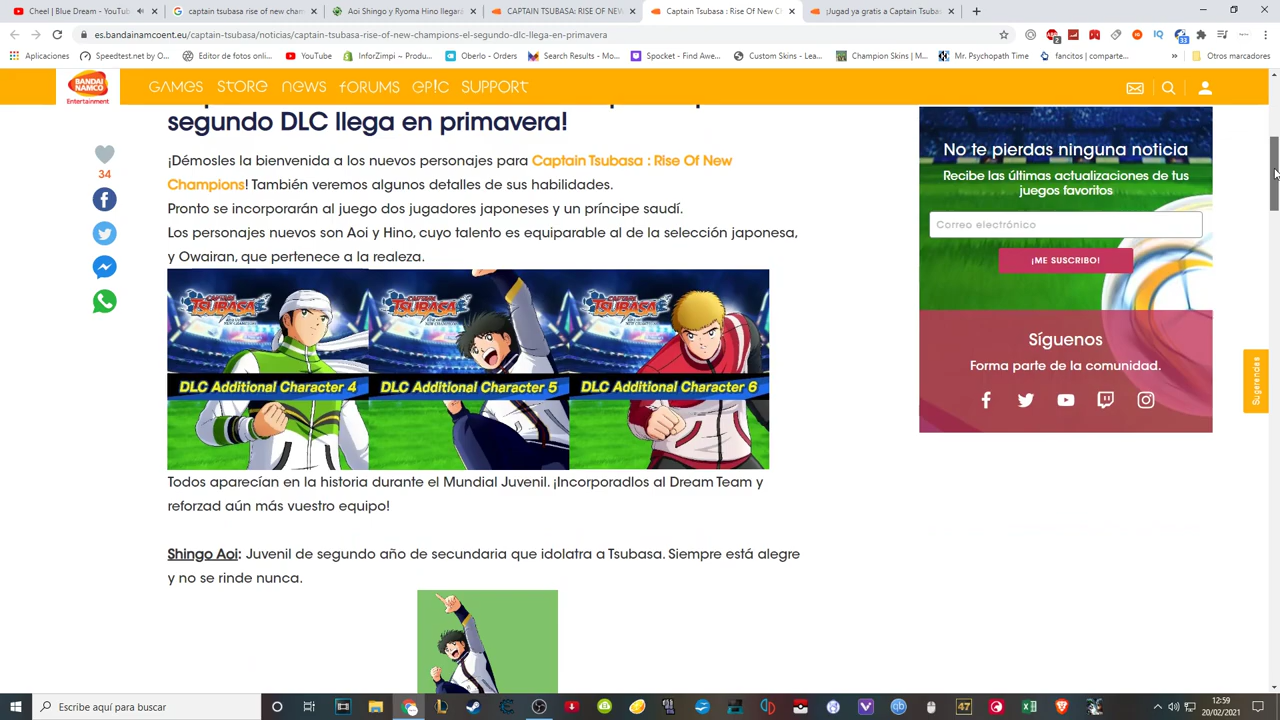 Cheel | Blue Dream - YouTub
captain tsubasa rise of new cham
Aoi Shingo y Ryoma Hino llegars
CAPTAIN TSUBASA: RISE OF NEW
Captain Tsubasa : Rise Of New C
¡Jugad ya gratis a Captain Tsubas
es.bandainamcoent.eu/captain-tsubasa/noticias/captain-tsubasa-rise-of-new-champions-el-segundo-dlc-llega-en-primavera
Aplicaciones
Speedtest.net by O...
Editor de fotos onli...
YouTube
InforZimpi ~ Produ...
Oberlo - Orders
Search Results - Mo...
Spocket - Find Awe...
Custom Skins - Lea...
Champion Skins | M...
Mr. Psychopath Time
fancitos | comparte...
Otros marcadores
BANDAI NAMCO
Entertainment
GAMES STORE NEWS FORUMS EPIC SUPPORT
segundo DLC llega en primavera!
34
¡Démosles la bienvenida a los nuevos personajes para Captain Tsubasa : Rise Of New
Champions! También veremos algunos detalles de sus habilidades.
Pronto se incorporarán al juego dos jugadores japoneses y un príncipe saudí.
Los personajes nuevos son Aoi y Hino, cuyo talento es equiparable al de la selección japonesa,
y Owairan, que pertenece a la realeza.
CAPTAIN TSUBASA
CAPTAIN TSUBASA
CAPTAIN TSUBASA
DLC Additional Character 4
DLC Additional Character 5
DLC Additional Character 6
Todos aparecían en la historia durante el Mundial Juvenil. ¡Incorporadlos al Dream Team y
reforzad aún más vuestro equipo!
Shingo Aoi: Juvenil de segundo año de secundaria que idolatra a Tsubasa. Siempre está alegre
y no se rinde nunca.
No te pierdas ninguna noticia
Recibe las últimas actualizaciones de tus
juegos favoritos
Correo electrónico
¡ME SUSCRIBO!
Síguenos
Forma parte de la comunidad.
Sugerencias
Escribe aquí para buscar
12:59
20/02/2021